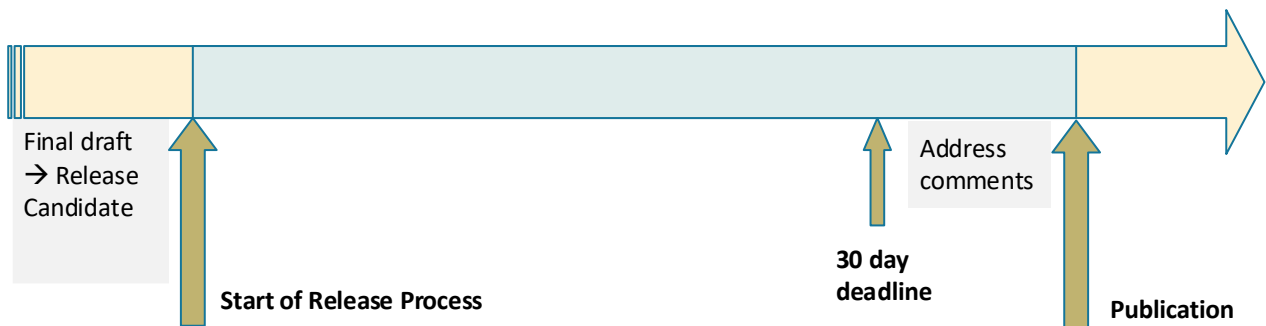 Final draft
→ Release
Candidate
Start of Release Process
30 day
deadline
Address
comments
Publication